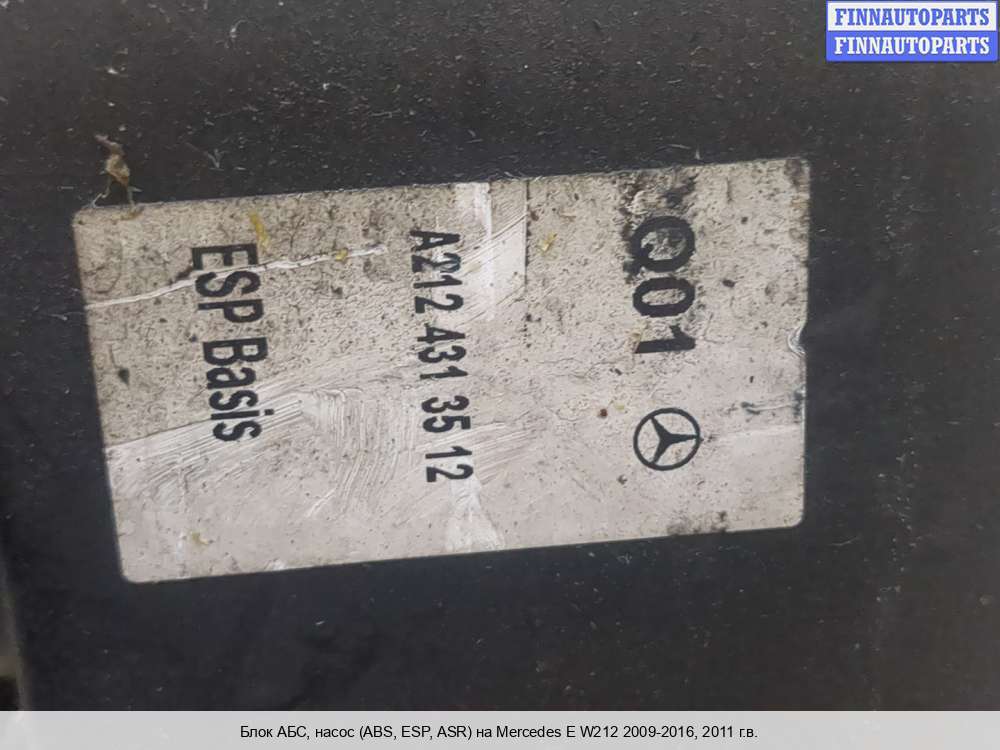 FINNAUTOPARTS
FINNAUTOPARTS
Q01
A212 431 35 12
ESP Basis
Блок АБС, насос (ABS, ESP, ASR) на Mercedes E W212 2009-2016, 2011 г.в.